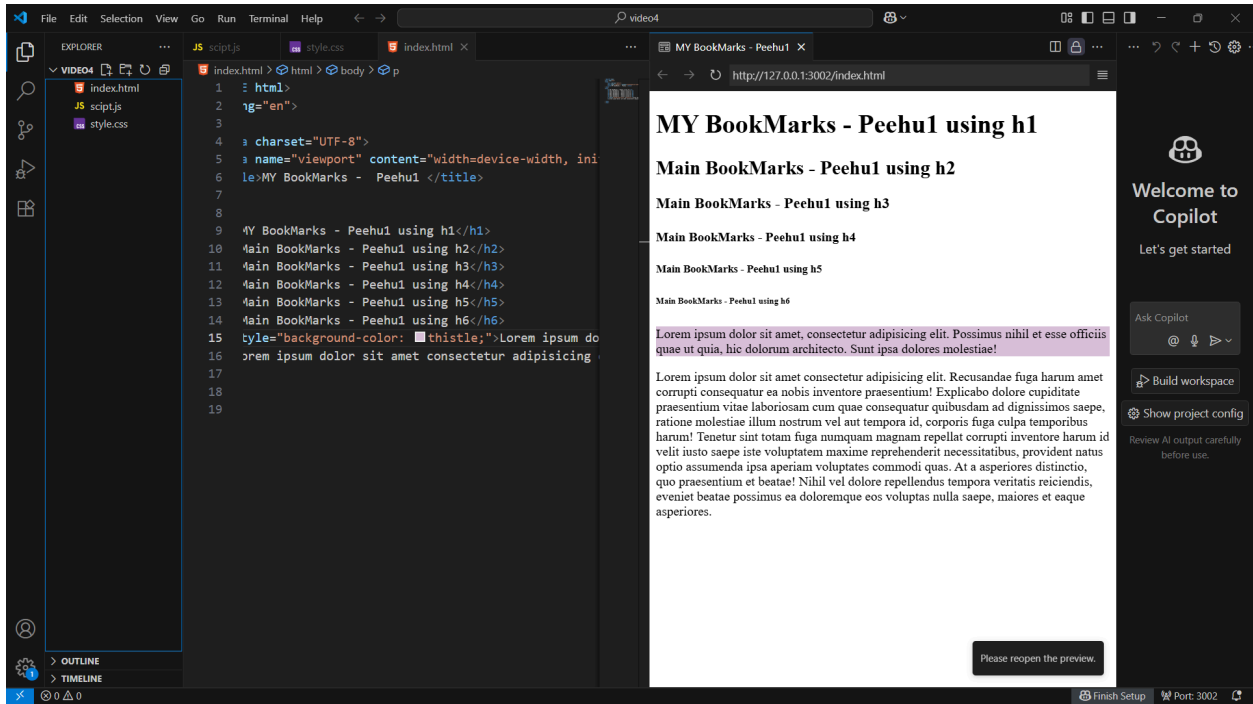 File Edit Selection View Go Run Terminal Help
video4
EXPLORER
VIDEO4
index.html
JS scipt.js
css style.css
JS scipt.js
css style.css
index.html
index.html > html > body > p
1 E html>
2 ng="en">
3
4 a charset="UTF-8">
5 a name="viewport" content="width=device-width, ini
6 le>MY BookMarks - Peehu1 </title>
7
8
9 MY BookMarks - Peehu1 using h1</h1>
10 Main BookMarks - Peehu1 using h2</h2>
11 Main BookMarks - Peehu1 using h3</h3>
12 Main BookMarks - Peehu1 using h4</h4>
13 Main BookMarks - Peehu1 using h5</h5>
14 Main BookMarks - Peehu1 using h6</h6>
15 tyle="background-color: thistle;">Lorem ipsum do
16 orem ipsum dolor sit amet consectetur adipisicing
17
18
19
MY BookMarks - Peehu1
http://127.0.0.1:3002/index.html
MY BookMarks - Peehu1 using h1
Main BookMarks - Peehu1 using h2
Main BookMarks - Peehu1 using h3
Main BookMarks - Peehu1 using h4
Main BookMarks - Peehu1 using h5
Main BookMarks - Peehu1 using h6
Lorem ipsum dolor sit amet, consectetur adipisicing elit. Possimus nihil et esse officiis
quae ut quia, hic dolorum architecto. Sunt ipsa dolores molestiae!
Lorem ipsum dolor sit amet consectetur adipisicing elit. Recusandae fuga harum amet
corrupti consequatur ea nobis inventore praesentium! Explicabo dolore cupiditate
praesentium vitae laboriosam cum quae consequatur quibusdam ad dignissimos saepe,
ratione molestiae illum nostrum vel aut tempora id, corporis fuga culpa temporibus
harum! Tenetur sint totam fuga numquam magnam repellat corrupti inventore harum id
velit iusto saepe iste voluptatem maxime reprehenderit necessitatibus, provident natus
optio assumenda ipsa aperiam voluptates commodi quas. At a asperiores distinctio,
quo praesentium et beatae! Nihil vel dolore repellendus tempora veritatis reiciendis,
eveniet beatae possimus ea doloremque eos voluptas nulla saepe, maiores et eaque
asperiores.
Please reopen the preview.
Welcome to
Copilot
Let's get started
Ask Copilot
Build workspace
Show project config
Review AI output carefully
before use.
OUTLINE
TIMELINE
1
0 0
Finish Setup
Port: 3002